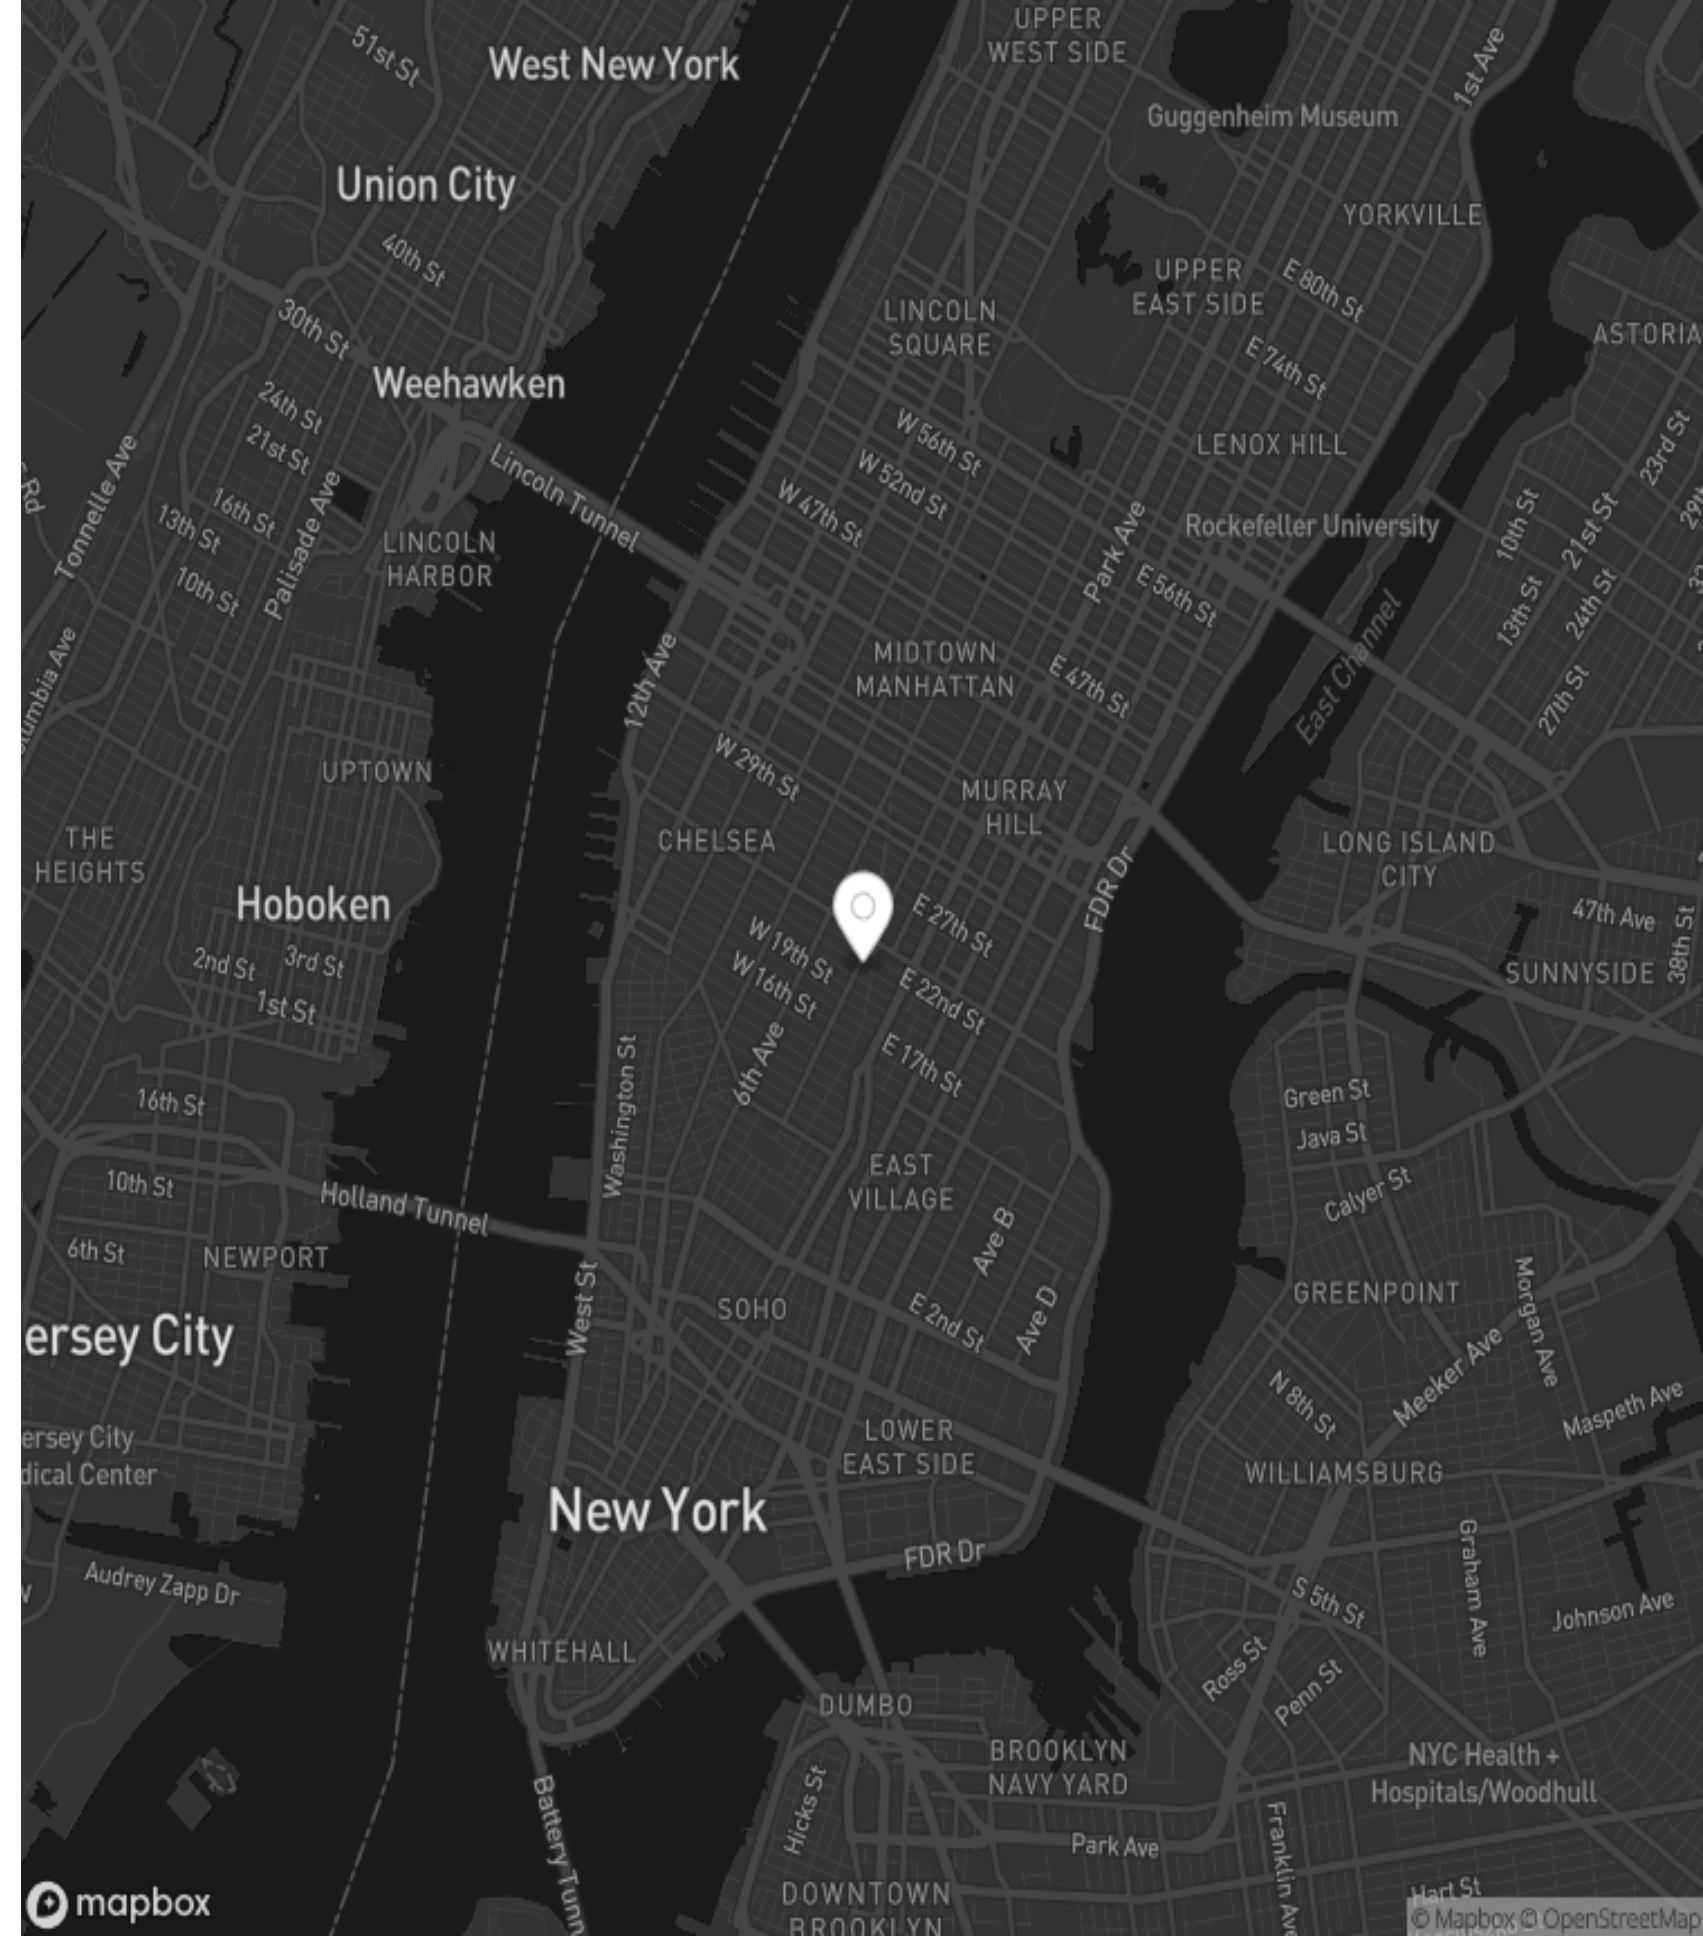 UPPER
WEST SIDE
1st Ave
51st St
West New York
Guggenheim Museum
Union City
YORKVILLE
40th St
UPPER
EAST SIDE
E 80th St
LINCOLN
SQUARE
30th St
ASTORIA
E 74th St
Weehawken
24th St
W 56th St
LENOX HILL
23rd St
21st St
Lincoln Tunnel
W 52nd St
Rd
Tonnelle Ave
16th St
Palisade Ave
W 47th St
Park Ave
Rockefeller University
10th St
21st St
13th St
LINCOLN
HARBOR
10th St
E 56th St
13th St
24th St
East Channel
12th Ave
MIDTOWN
MANHATTAN
E 47th St
27th St
umbia Ave
W 29th St
UPTOWN
MURRAY
HILL
THE
HEIGHTS
CHELSEA
LONG ISLAND
CITY
FDR Dr
Hoboken
E 27th St
47th Ave
38th St
W 19th St
2nd St
3rd St
SUNNYSIDE
W 16th St
E 22nd St
1st St
6th Ave
E 17th St
Washington St
16th St
Green St
Java St
10th St
Holland Tunnel
EAST
VILLAGE
Calyer St
Ave B
6th St
NEWPORT
West St
SOHO
E 2nd St
Ave D
GREENPOINT
Morgan Ave
ersey City
Meeker Ave
N 8th St
Maspeth Ave
ersey City
dical Center
LOWER
EAST SIDE
WILLIAMSBURG
New York
FDR Dr
Graham Ave
Audrey Zapp Dr
S 5th St
Johnson Ave
WHITEHALL
Ross St
Penn St
DUMBO
BROOKLYN
NAVY YARD
NYC Health +
Hospitals/Woodhull
Hicks St
Battery Tunn
Park Ave
Franklin Ave
mapbox
DOWNTOWN
BROOKLYN
Hart St
© Mapbox © OpenStreetMap